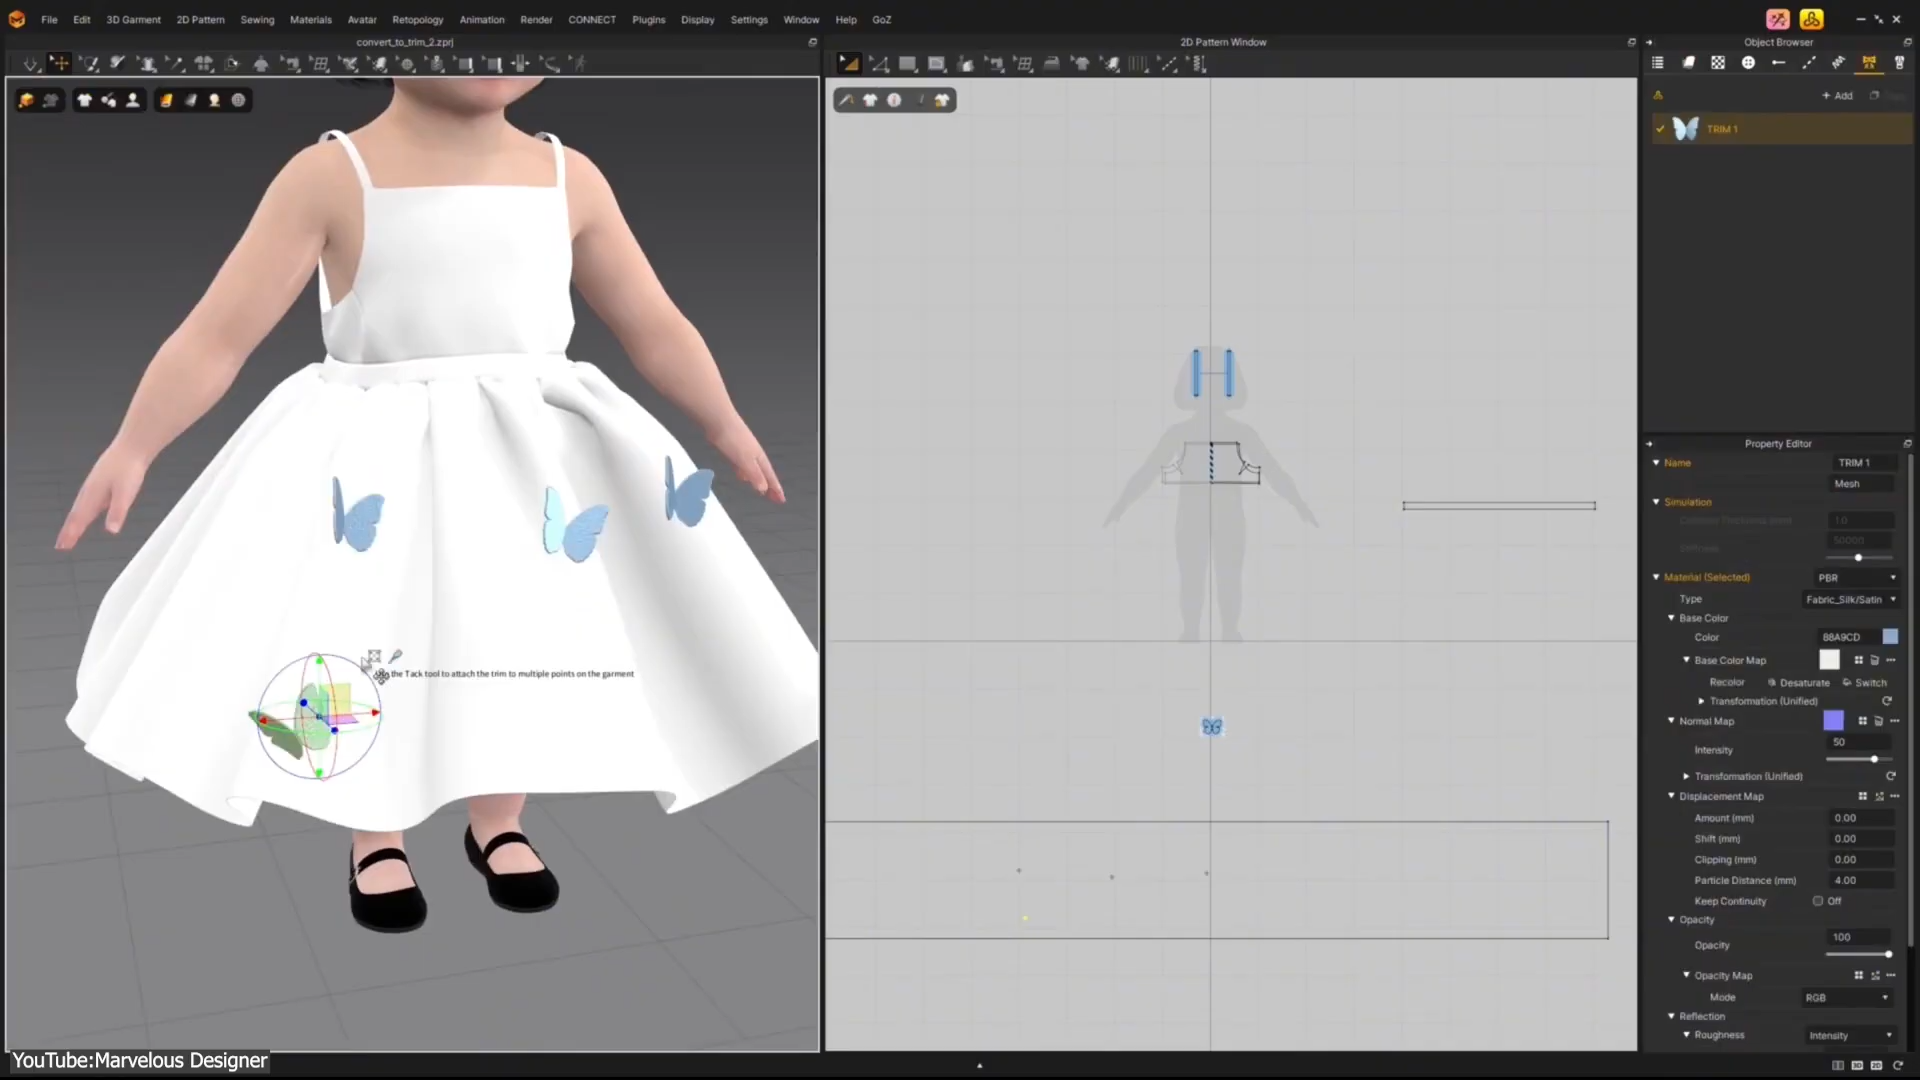 File Edit 3D Garment 2D Pattern Sewing Materials Avatar Retopology Animation Render CONNECT Plugins Display Settings Window Help GoZ
convert_to_trim_2.zprj
2D Pattern Window
Object Browser
+ Add
TRIM 1
the Tack tool to attach the trim to multiple points on the garment
Property Editor
Name TRIM 1
Mesh
Simulation
1.0
Stiffness 50000
Material (Selected) PBR
Type Fabric_Silk/Satin
Base Color
Color 88A9CD
Base Color Map
Recolor Desaturate Switch
Transformation (Unified)
Normal Map
Intensity 50
Transformation (Unified)
Displacement Map
Amount (mm) 0.00
Shift (mm) 0.00
Clipping (mm) 0.00
Particle Distance (mm) 4.00
Keep Continuity Off
Opacity
Opacity 100
Opacity Map
Mode RGB
Reflection
Roughness Intensity
YouTube:Marvelous Designer